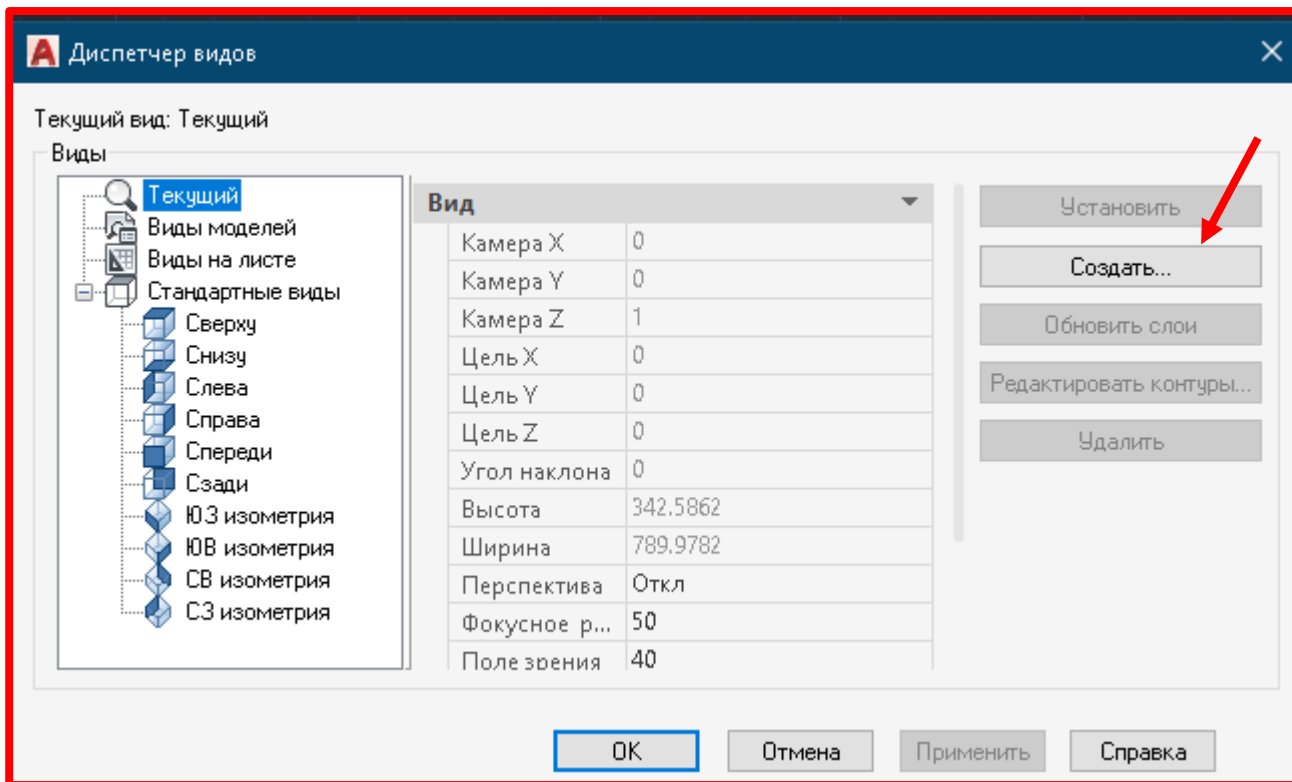 Диспетчер видов
Текущий вид: Текущий
Виды
Текущий
Виды моделей
Виды на листе
Стандартные виды
Сверху
Снизу
Слева
Справа
Спереди
Сзади
ЮЗ изометрия
ЮВ изометрия
СВ изометрия
СЗ изометрия
Вид
Камера X 0
Камера Y 0
Камера Z 1
Цель X 0
Цель Y 0
Цель Z 0
Угол наклона 0
Высота 342.5862
Ширина 789.9782
Перспектива Откл
Фокусное р... 50
Поле зрения 40
Установить
Создать...
Обновить слои
Редактировать контуры...
Удалить
OK Отмена Применить Справка